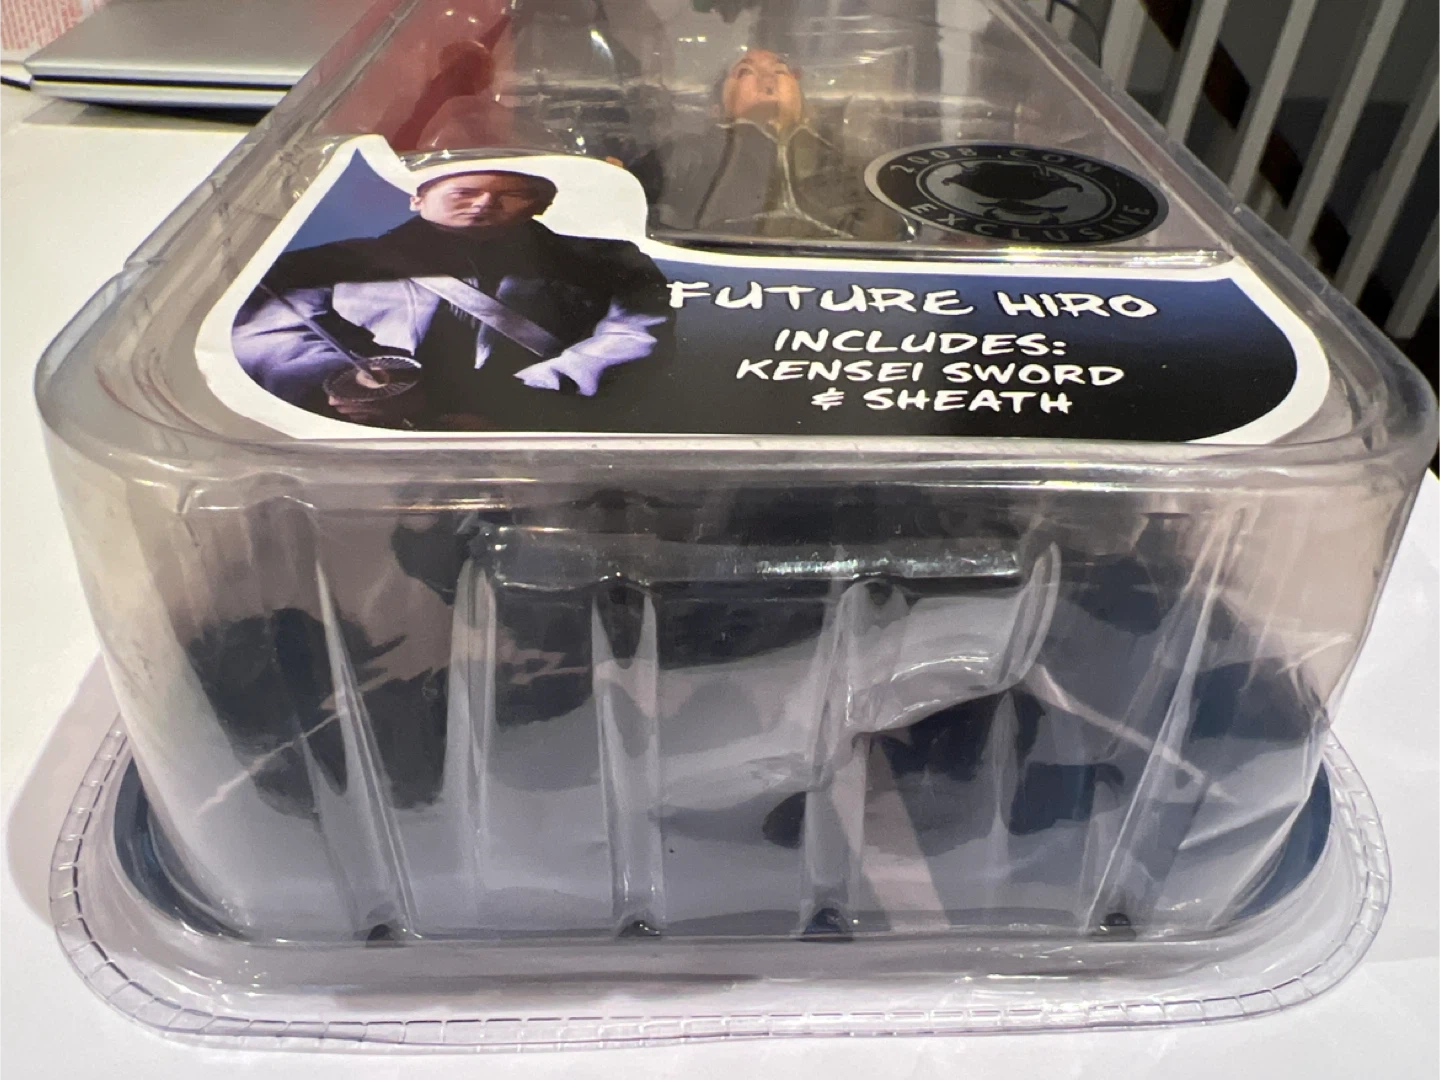 2008 CON
EXCLUSIVE
FUTURE HIRO
INCLUDES:
KENSEI SWORD
& SHEATH